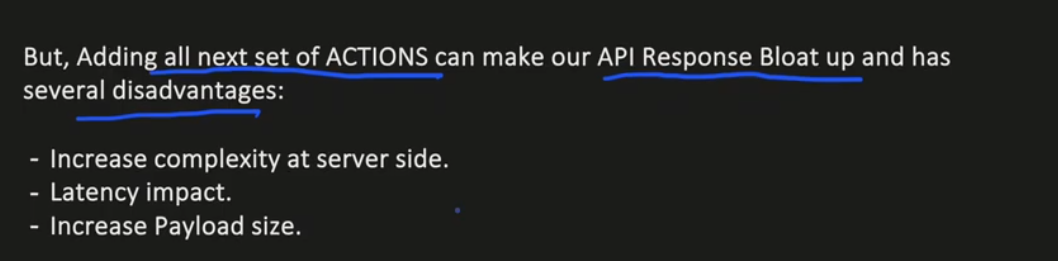 But, Adding all next set of ACTIONS can make our API Response Bloat up and has
several disadvantages:
- Increase complexity at server side.
- Latency impact.
- Increase Payload size.